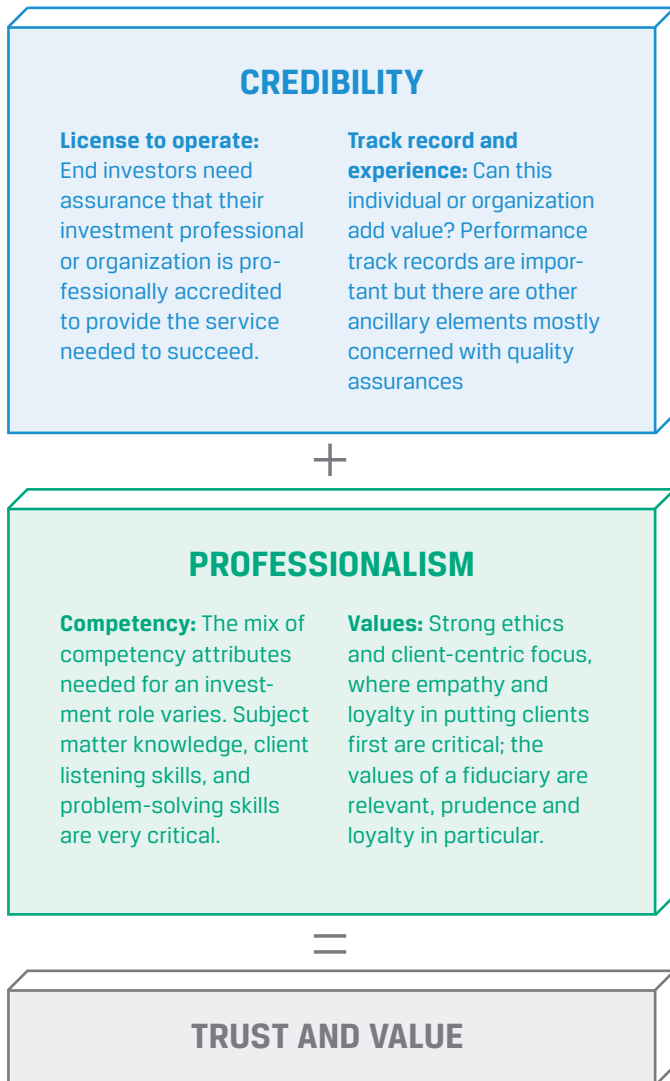 CREDIBILITY
License to operate:
End investors need
assurance that their
investment professional
or organization is pro-
fessionally accredited
to provide the service
needed to succeed.
Track record and
experience: Can this
individual or organization
add value? Performance
track records are impor-
tant but there are other
ancillary elements mostly
concerned with quality
assurances
+
PROFESSIONALISM
Competency: The mix of
competency attributes
needed for an invest-
ment role varies. Subject
matter knowledge, client
listening skills, and
problem-solving skills
are very critical.
Values: Strong ethics
and client-centric focus,
where empathy and
loyalty in putting clients
first are critical; the
values of a fiduciary are
relevant, prudence and
loyalty in particular.
=
TRUST AND VALUE